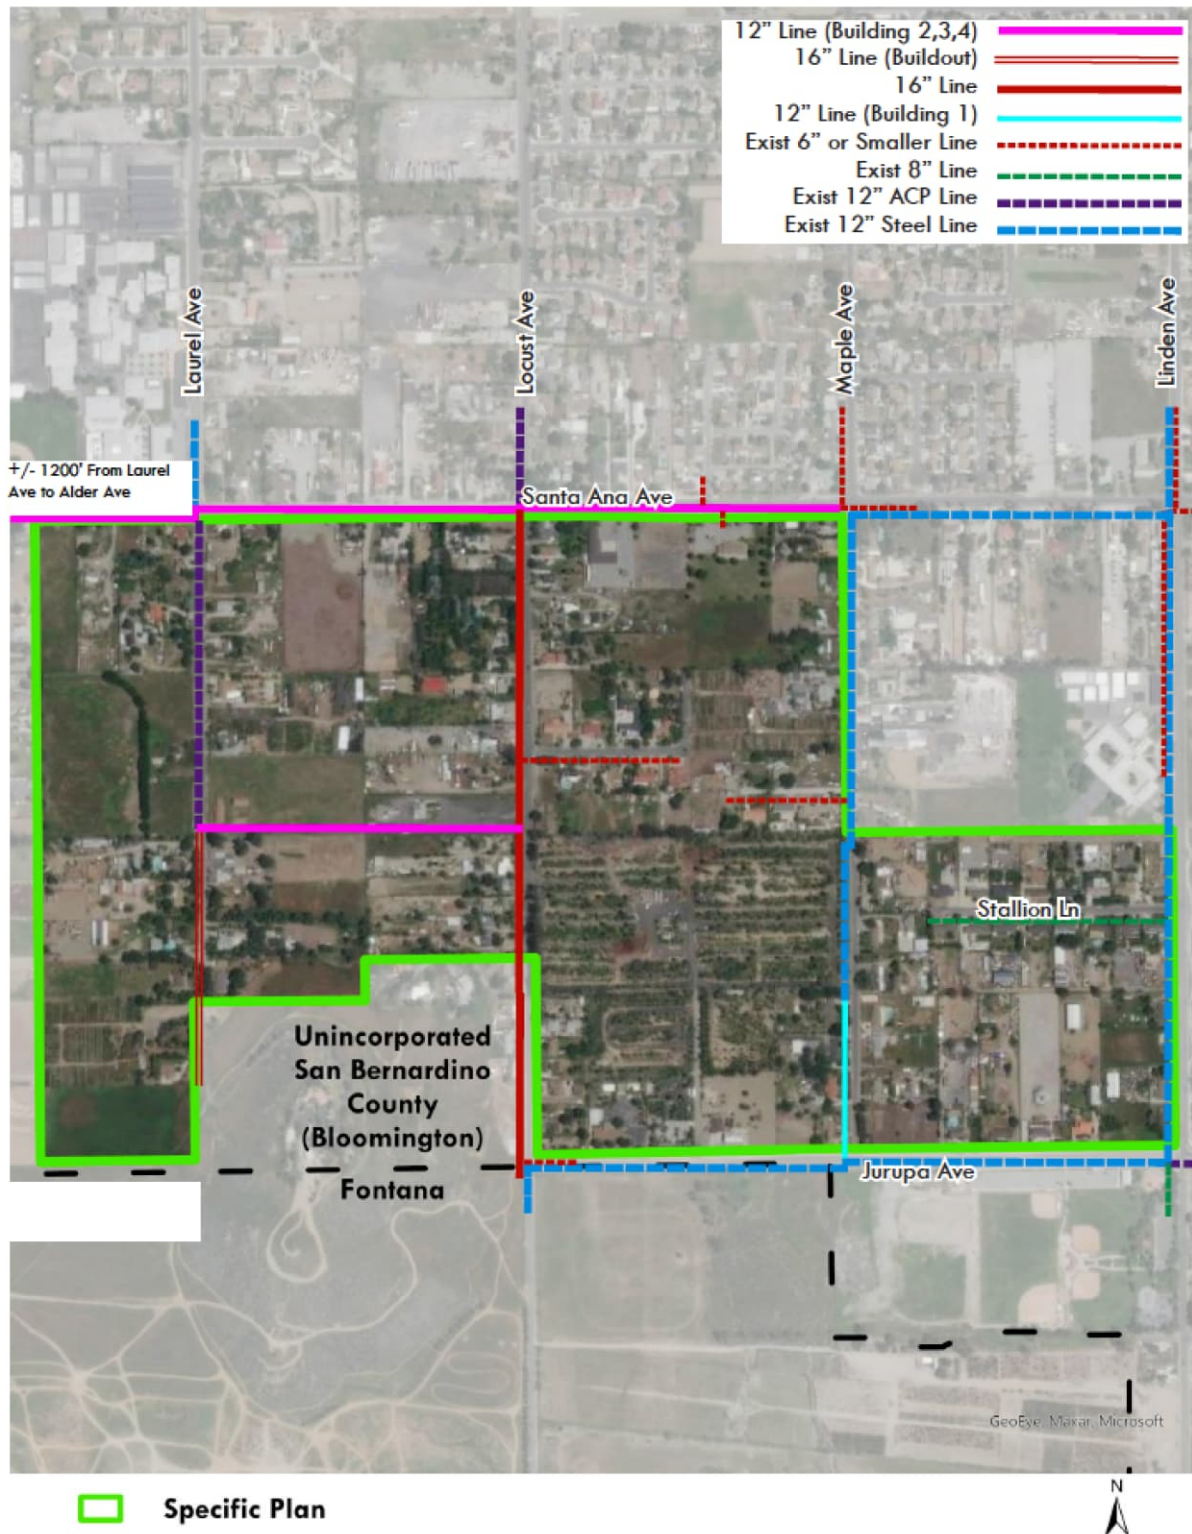 12” Line (Building 2,3,4)
16” Line (Buildout)
16” Line
12” Line (Building 1)
Exist 6” or Smaller Line
Exist 8” Line
Exist 12” ACP Line
Exist 12” Steel Line
Laurel Ave
Locust Ave
Maple Ave
Linden Ave
+/- 1200' From Laurel
Ave to Alder Ave
Santa Ana Ave
Stallion Ln
Unincorporated
San Bernardino
County
(Bloomington)
Fontana
Jurupa Ave
GeoEye, Maxar, Microsoft
Specific Plan
N